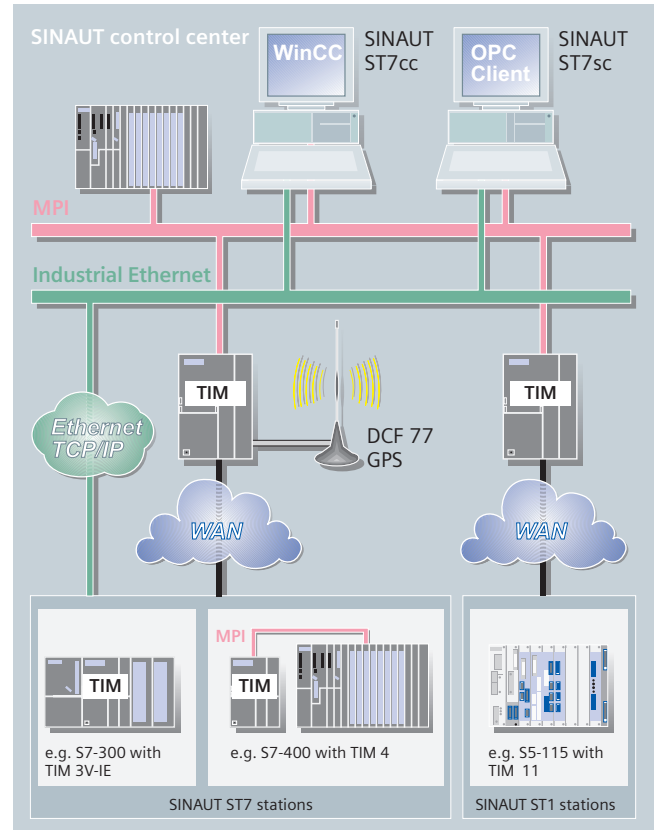 SINAUT control center
WinCC
SINAUT
ST7cc
OPC
Client
SINAUT
ST7sc
MPI
Industrial Ethernet
TIM
TIM
Ethernet
TCP/IP
DCF 77
GPS
WAN
WAN
MPI
TIM
TIM
e.g. S7-300 with
TIM 3V-IE
e.g. S7-400 with TIM 4
e.g. S5-115 with
TIM 11
SINAUT ST7 stations
SINAUT ST1 stations